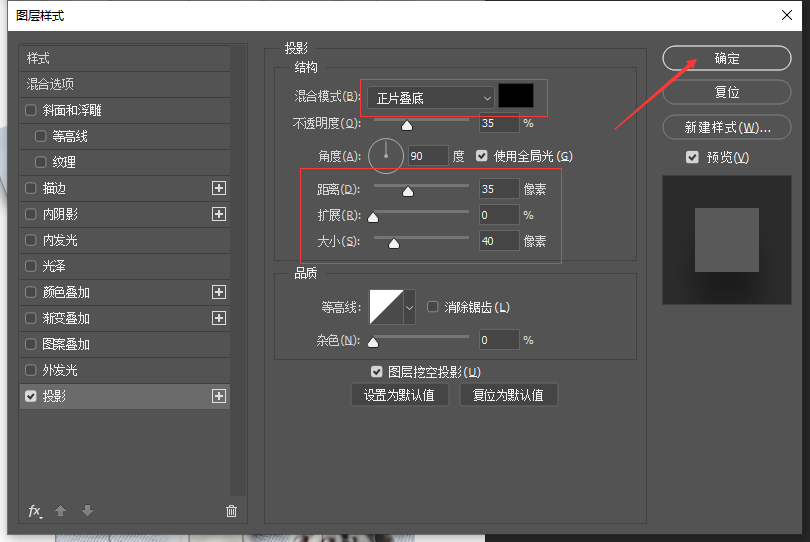 图层样式
样式
混合选项
斜面和浮雕
等高线
纹理
描边
内阴影
内发光
光泽
颜色叠加
渐变叠加
图案叠加
外发光
投影
fx
投影
结构
混合模式(B): 正片叠底
不透明度(O): 35 %
角度(A): 90 度 使用全局光(G)
距离(D): 35 像素
扩展(R): 0 %
大小(S): 40 像素
品质
等高线: 消除锯齿(L)
杂色(N): 0 %
图层挖空投影(U)
设置为默认值 复位为默认值
确定
复位
新建样式(W)...
预览(V)